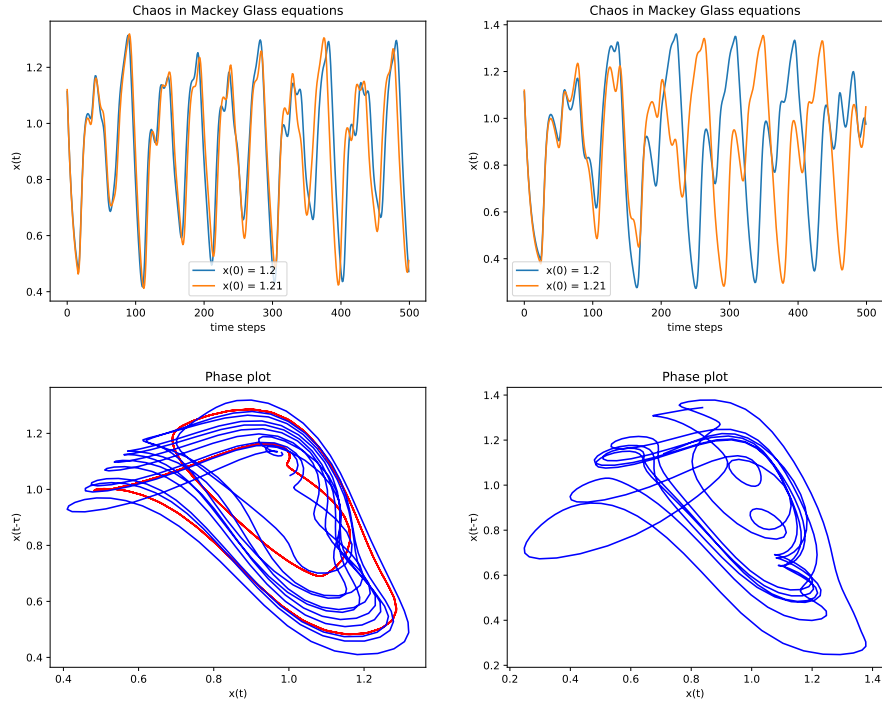 Chaos in Mackey Glass equations
x(t)
1.2
1.0
0.8
0.6
0.4
0
100
200
300
400
500
x(0) = 1.2
x(0) = 1.21
time steps
Chaos in Mackey Glass equations
x(t)
1.4
1.2
1.0
0.8
0.6
0.4
0
100
200
300
400
500
x(0) = 1.2
x(0) = 1.21
time steps
Phase plot
x(t-τ)
1.2
1.0
0.8
0.6
0.4
0.4
0.6
0.8
1.0
1.2
x(t)
Phase plot
x(t-τ)
1.4
1.2
1.0
0.8
0.6
0.4
0.2
0.2
0.4
0.6
0.8
1.0
1.2
1.4
x(t)